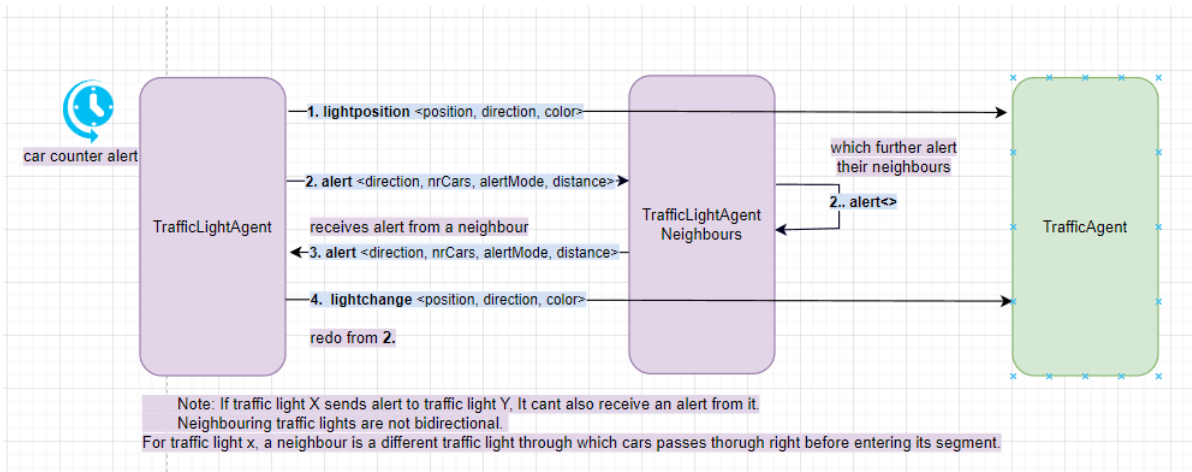 1. lightposition <position, direction, color>
which further alert
their neighbours
car counter alert
2. alert <direction, nrCars, alertMode, distance>
2.. alert<>
TrafficLightAgent
receives alert from a neighbour
TrafficLightAgent
Neighbours
TrafficAgent
3. alert <direction, nrCars, alertMode, distance>
4. lightchange <position, direction, color>
redo from 2.
Note: If traffic light X sends alert to traffic light Y, It cant also receive an alert from it.
Neighbouring traffic lights are not bidirectional.
For traffic light x, a neighbour is a different traffic light through which cars passes thorugh right before entering its segment.